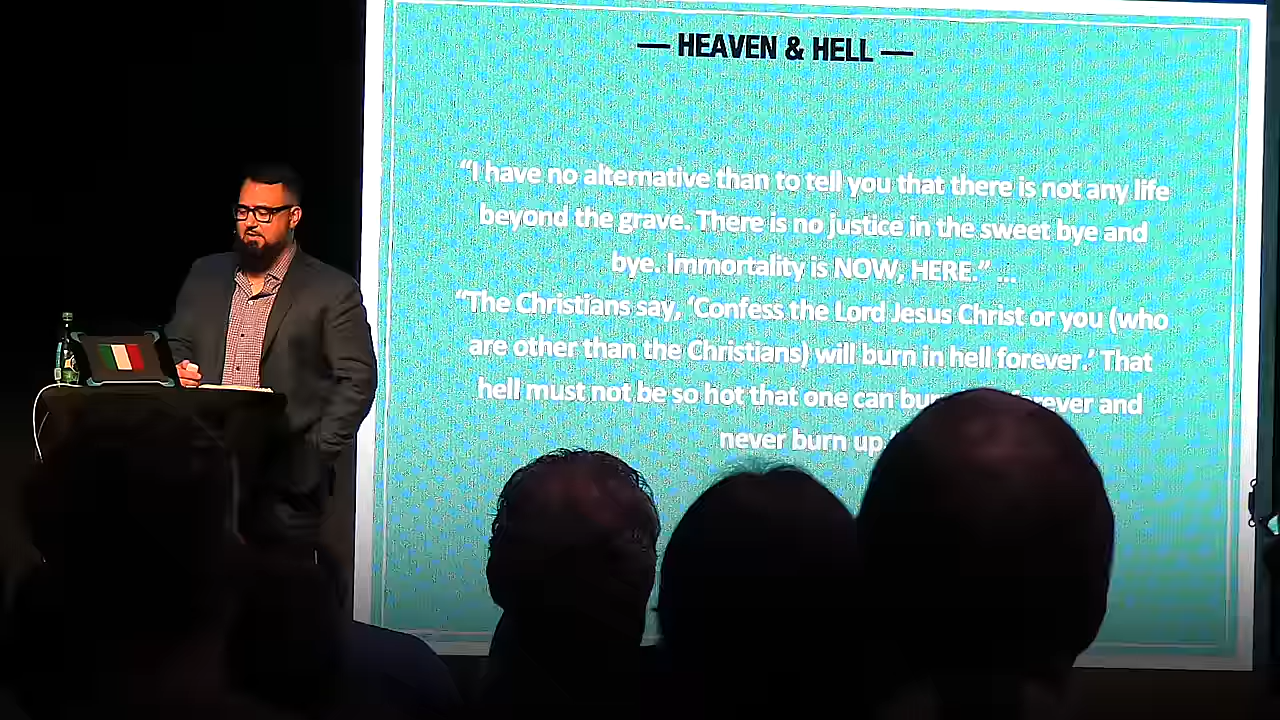 — HEAVEN & HELL —
“I have no alternative than to tell you that there is not any life
beyond the grave. There is no justice in the sweet bye and
bye. Immortality is NOW, HERE.” ...
“The Christians say, ‘Confess the Lord Jesus Christ or you (who
are other than the Christians) will burn in hell forever.’ That
hell must not be so hot that one can and
never burn up